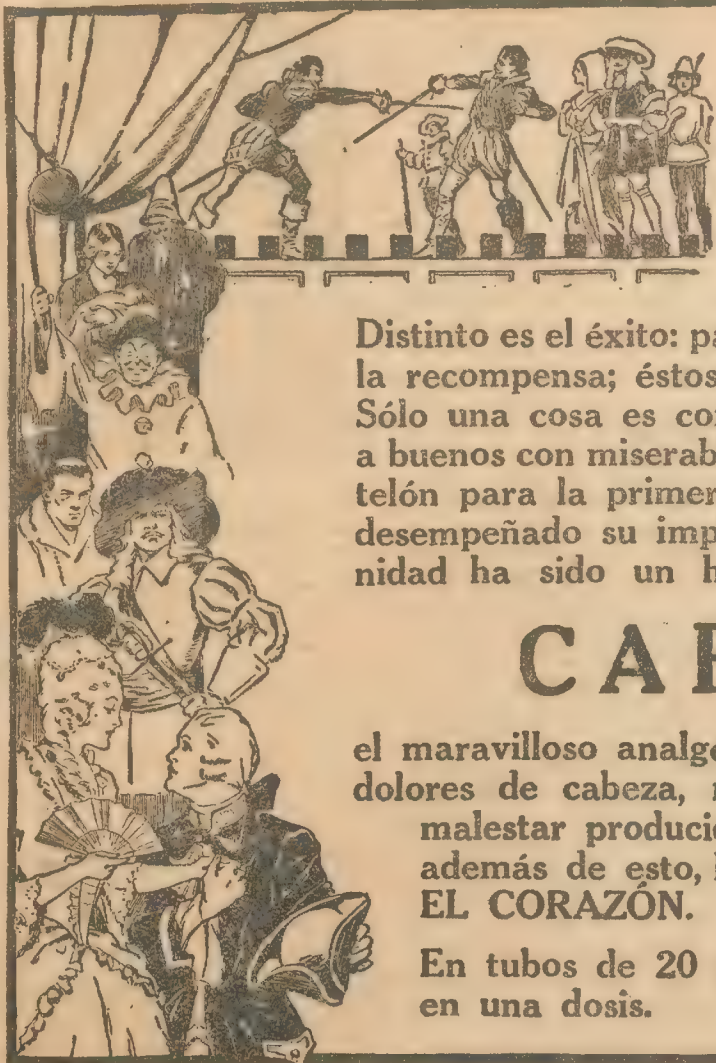 Distinto es el éxito: pa
la recompensa; éstos
Sólo una cosa es co
a buenos con miserab
telón para la primer
desempeñado su imp
nidad ha sido un h
CA
el maravilloso analge
dolores de cabeza,
malestar produci
además de esto,
EL CORAZÓN.
En tubos de 20
en una dosis.